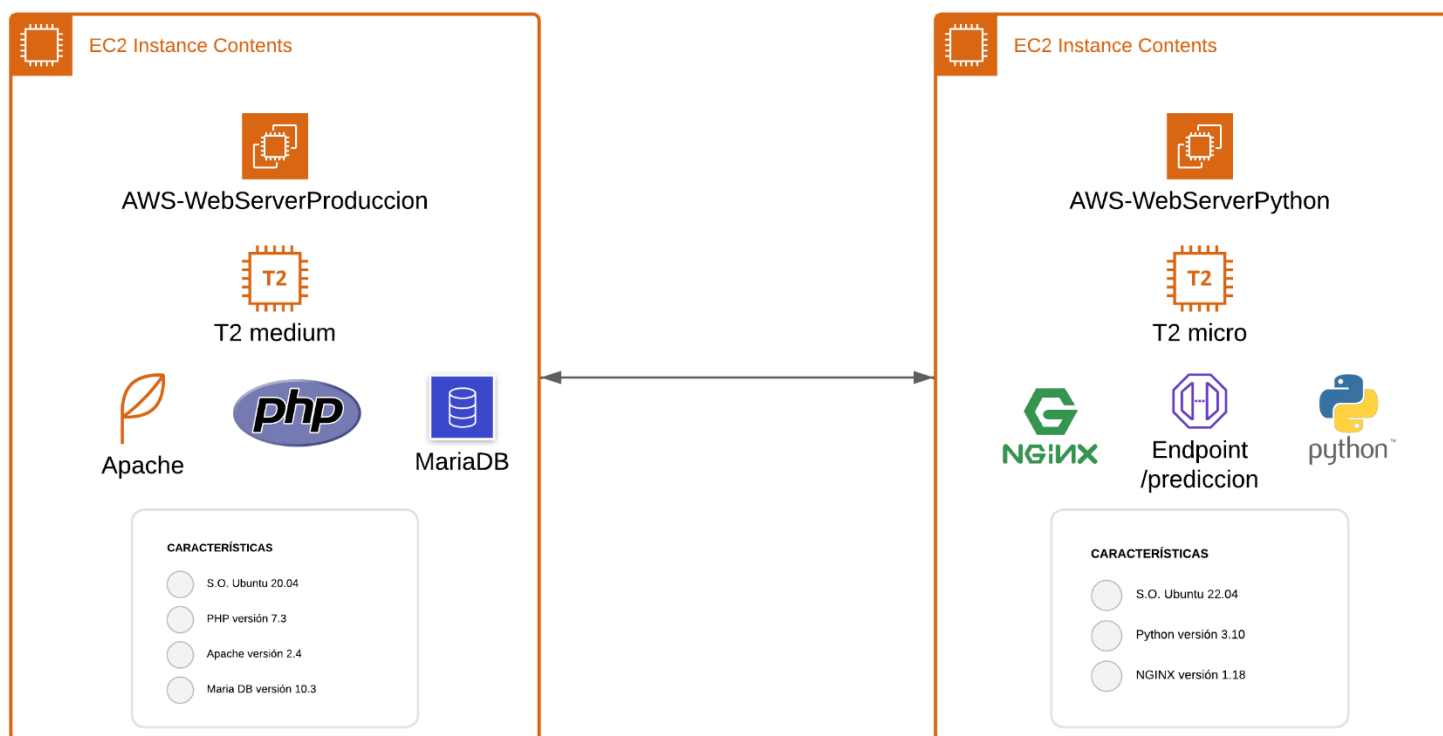 EC2 Instance Contents
AWS-WebServerProduccion
T2
T2 medium
php
Apache
MariaDB
CARACTERÍSTICAS
S.O. Ubuntu 20.04
PHP versión 7.3
Apache versión 2.4
Maria DB versión 10.3
EC2 Instance Contents
AWS-WebServerPython
T2
T2 micro
NGiNX
Endpoint
/prediccion
python™
CARACTERÍSTICAS
S.O. Ubuntu 22.04
Python versión 3.10
NGINX versión 1.18